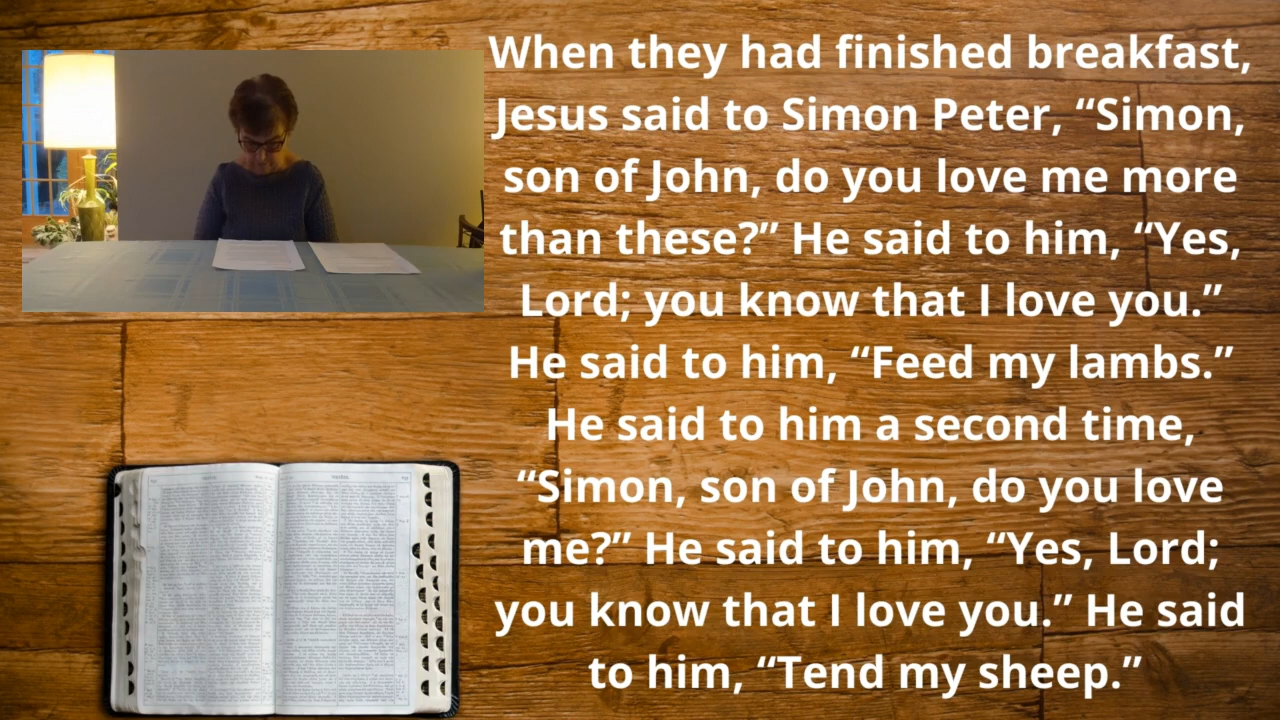 When they had finished breakfast,
Jesus said to Simon Peter, “Simon,
son of John, do you love me more
than these?” He said to him, “Yes,
Lord; you know that I love you.”
He said to him, “Feed my lambs.”
He said to him a second time,
“Simon, son of John, do you love
me?” He said to him, “Yes, Lord;
you know that I love you.” He said
to him, “Tend my sheep.”